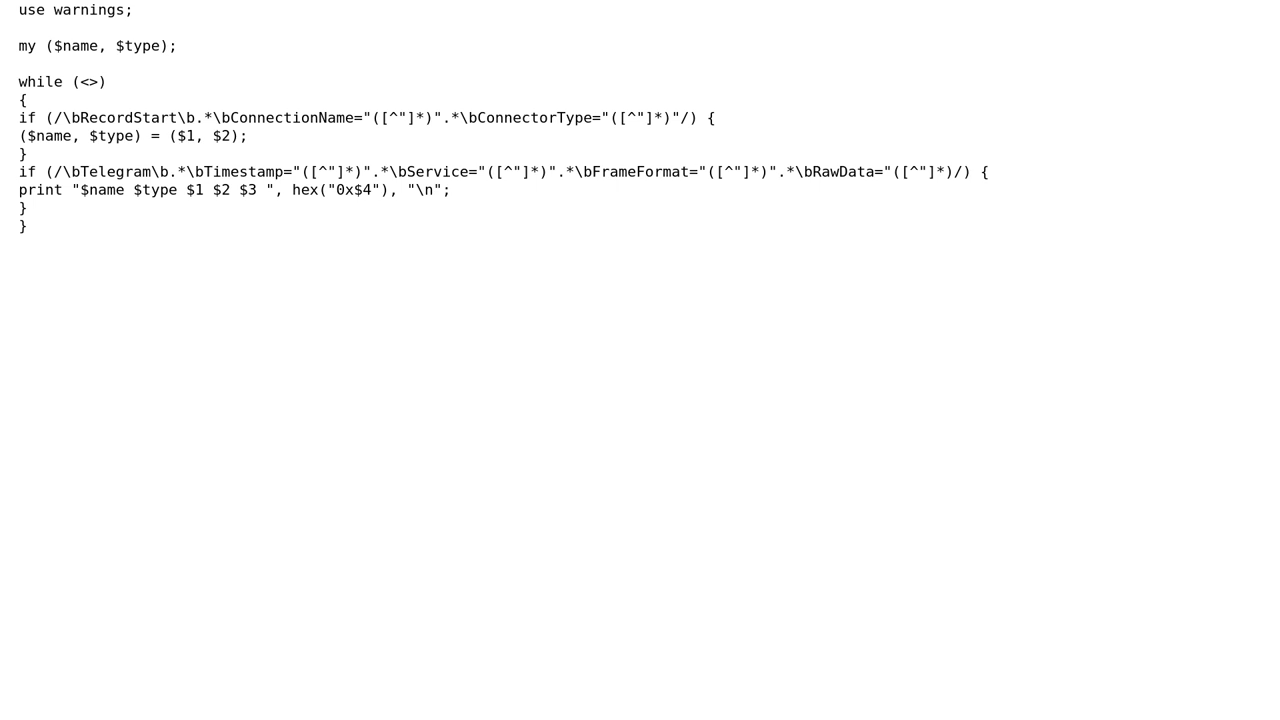 use warnings;
my ($name, $type);
while (<>)
{
if (/\bRecordStart\b.*\bConnectionName="([^"]*)".*\bConnectorType="([^"]*)"/) {
($name, $type) = ($1, $2);
}
if (/\bTelegram\b.*\bTimestamp="([^"]*)".*\bService="([^"]*)".*\bFrameFormat="([^"]*)".*\bRawData="([^"]*)/) {
print "$name $type $1 $2 $3 ", hex("0x$4"), "\n";
}
}